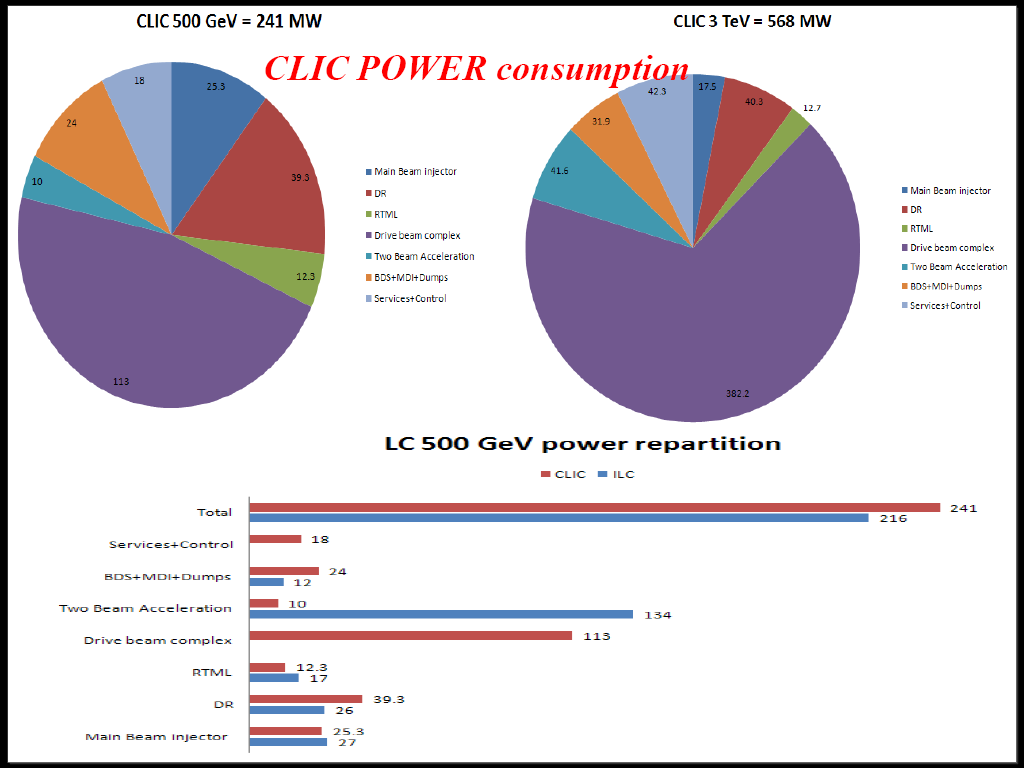 CLIC 500 GeV = 241 MW
CLIC 3 TeV = 568 MW
CLIC POWER consumption
18
25.3
24
39.3
10
12.3
113
Main Beam injector
DR
RTML
Drive beam complex
Two Beam Acceleration
BDS+MDI+Dumps
Services+Control
42.3
17.5
40.3
12.7
31.9
41.6
382.2
Main Beam injector
DR
RTML
Drive beam complex
Two Beam Acceleration
BDS+MDI+Dumps
Services+Control
LC 500 GeV power repartition
CLIC ILC
Total
241
216
Services+Control
18
BDS+MDI+Dumps
24
12
Two Beam Acceleration
10
134
Drive beam complex
113
RTML
12.3
17
DR
39.3
26
Main Beam injector
25.3
27